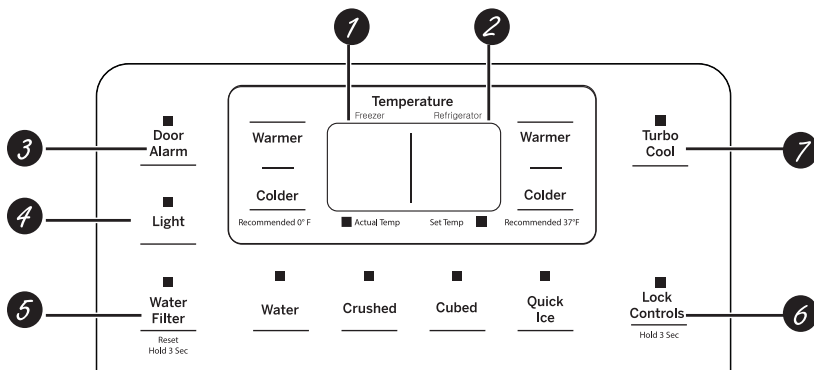 1
2
Temperature
Freezer
Refrigerator
3
Door
Alarm
Warmer
Warmer
Turbo
Cool
7
4
Light
Colder
Colder
Recommended 0° F
Actual Temp
Set Temp
Recommended 37°F
5
Water
Filter
Reset
Hold 3 Sec
Water
Crushed
Cubed
Quick
Ice
Lock
Controls
Hold 3 Sec
6